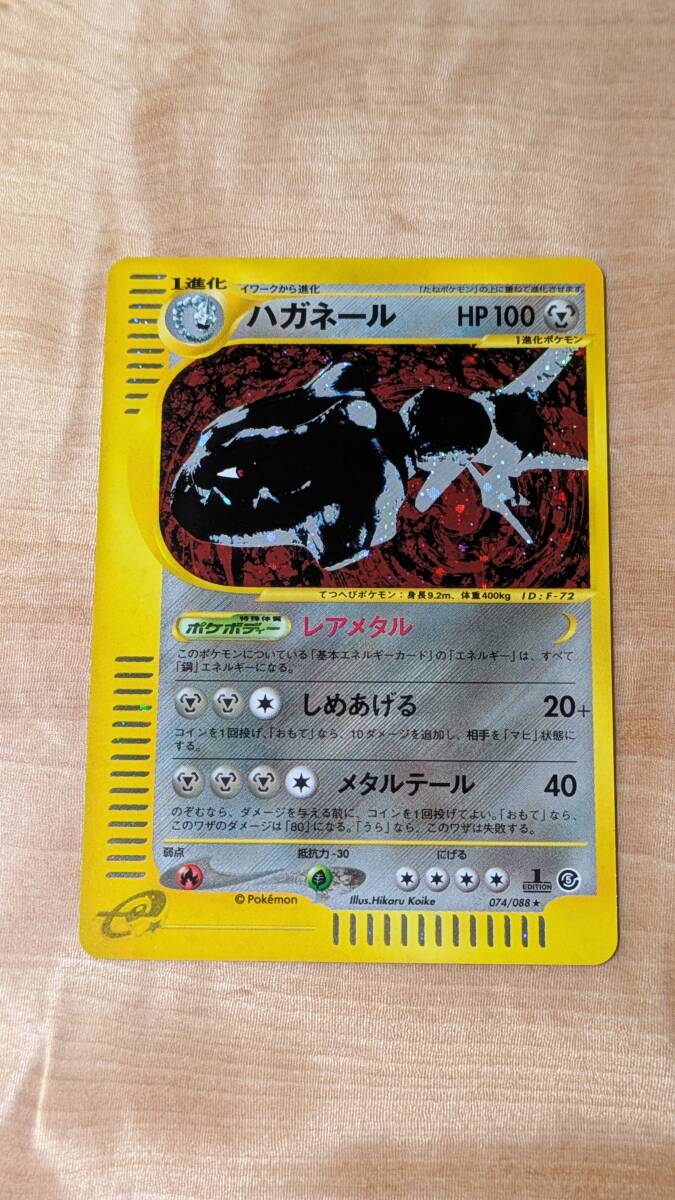 1進化 イワークから進化 「たねポケモン」の上に重ねて進化させます。
ハガネール HP100
1進化ポケモン
てつへびポケモン：身長9.2m、体重400kg ID:F-72
特殊体質
ポケボディー レアメタル
このポケモンについている「基本エネルギーカード」の「エネルギー」は、すべて
「鋼」エネルギーになる。
しめあげる 20+
コインを1回投げ、「おもて」なら、10ダメージを追加し、相手を「マヒ」状態に
する。
メタルテール 40
のぞむなら、ダメージを与える前に、コインを1回投げてよい。「おもて」なら、
このワザのダメージは「80」になる。「うら」なら、このワザは失敗する。
弱点 抵抗力-30 にげる
1
EDITION 5
© Pokémon Illus.Hikaru Koike 074/088★
e